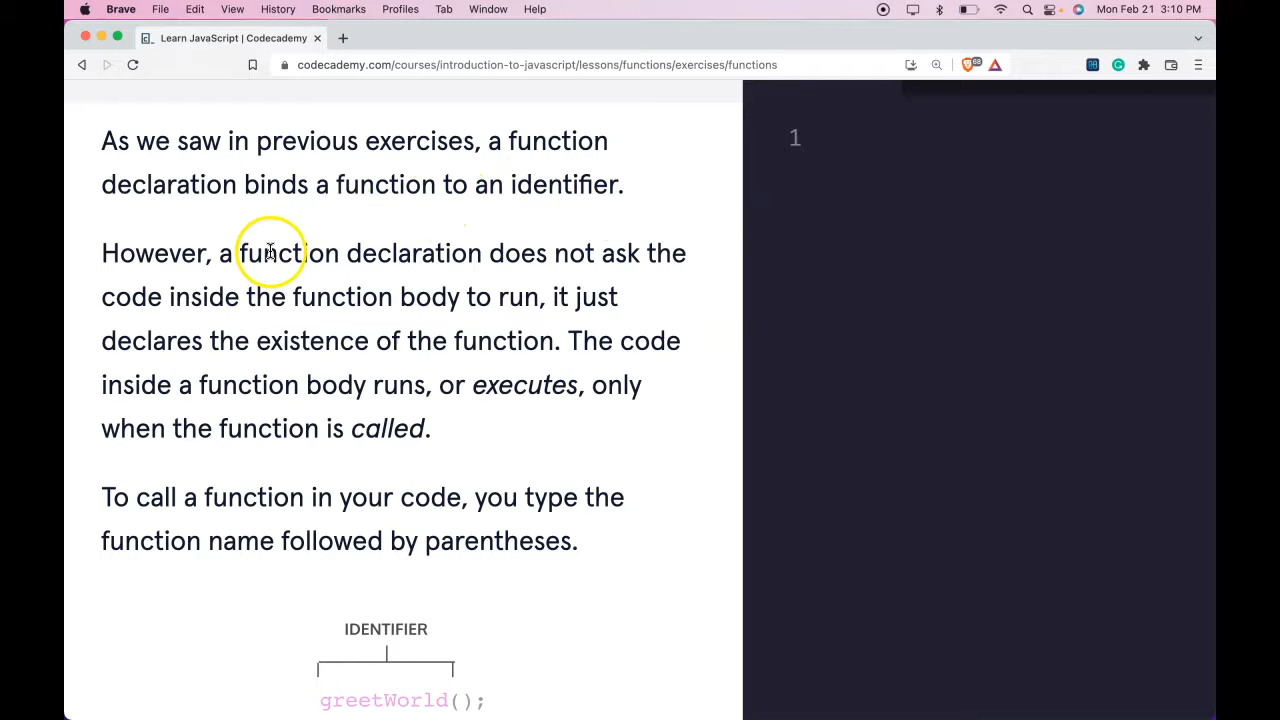 Brave File Edit View History Bookmarks Profiles Tab Window Help Mon Feb 21 3:10 PM
Learn JavaScript | Codecademy
codecademy.com/courses/introduction-to-javascript/lessons/functions/exercises/functions
68
As we saw in previous exercises, a function
declaration binds a function to an identifier.
However, a function declaration does not ask the
code inside the function body to run, it just
declares the existence of the function. The code
inside a function body runs, or executes, only
when the function is called.
To call a function in your code, you type the
function name followed by parentheses.
IDENTIFIER
greetWorld();
1